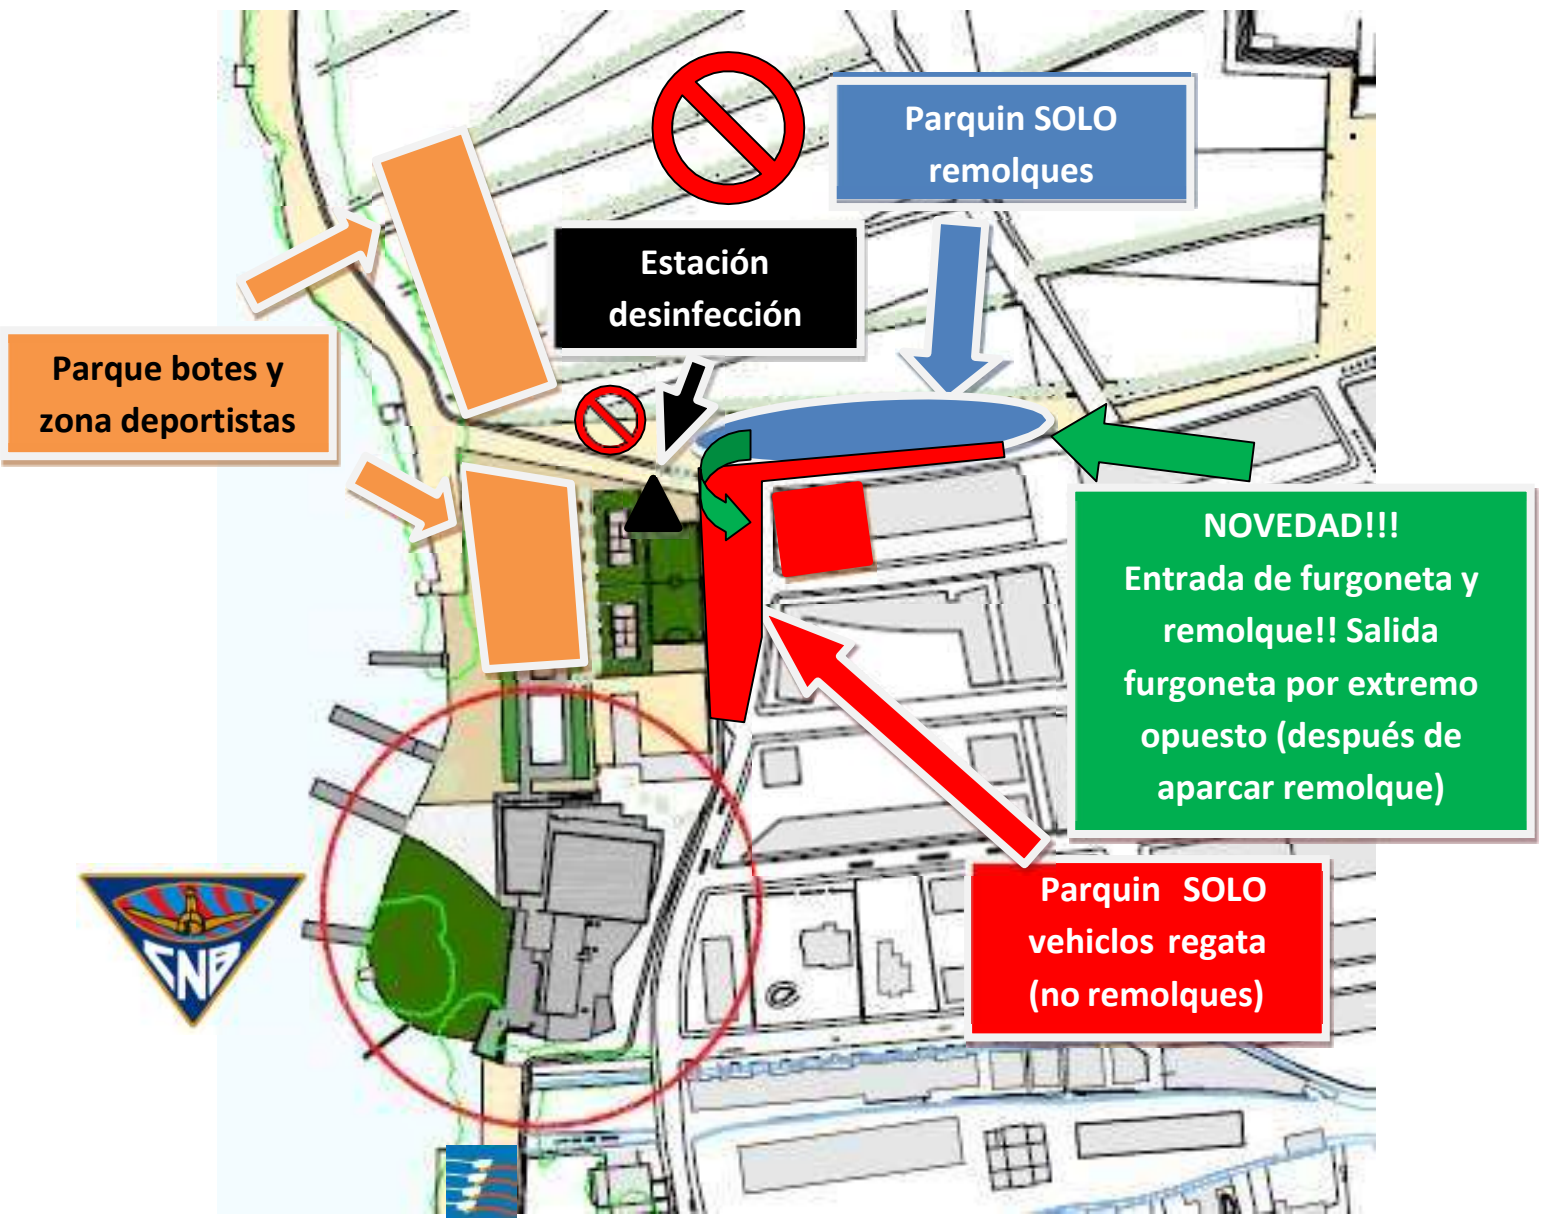 Parquin SOLO
remolques
Estación
desinfección
Parque botes y
zona deportistas
NOVEDAD!!!
Entrada de furgoneta y
remolque!! Salida
furgoneta por extremo
opuesto (después de
aparcar remolque)
Parquin SOLO
vehiclos regata
(no remolques)
CNB